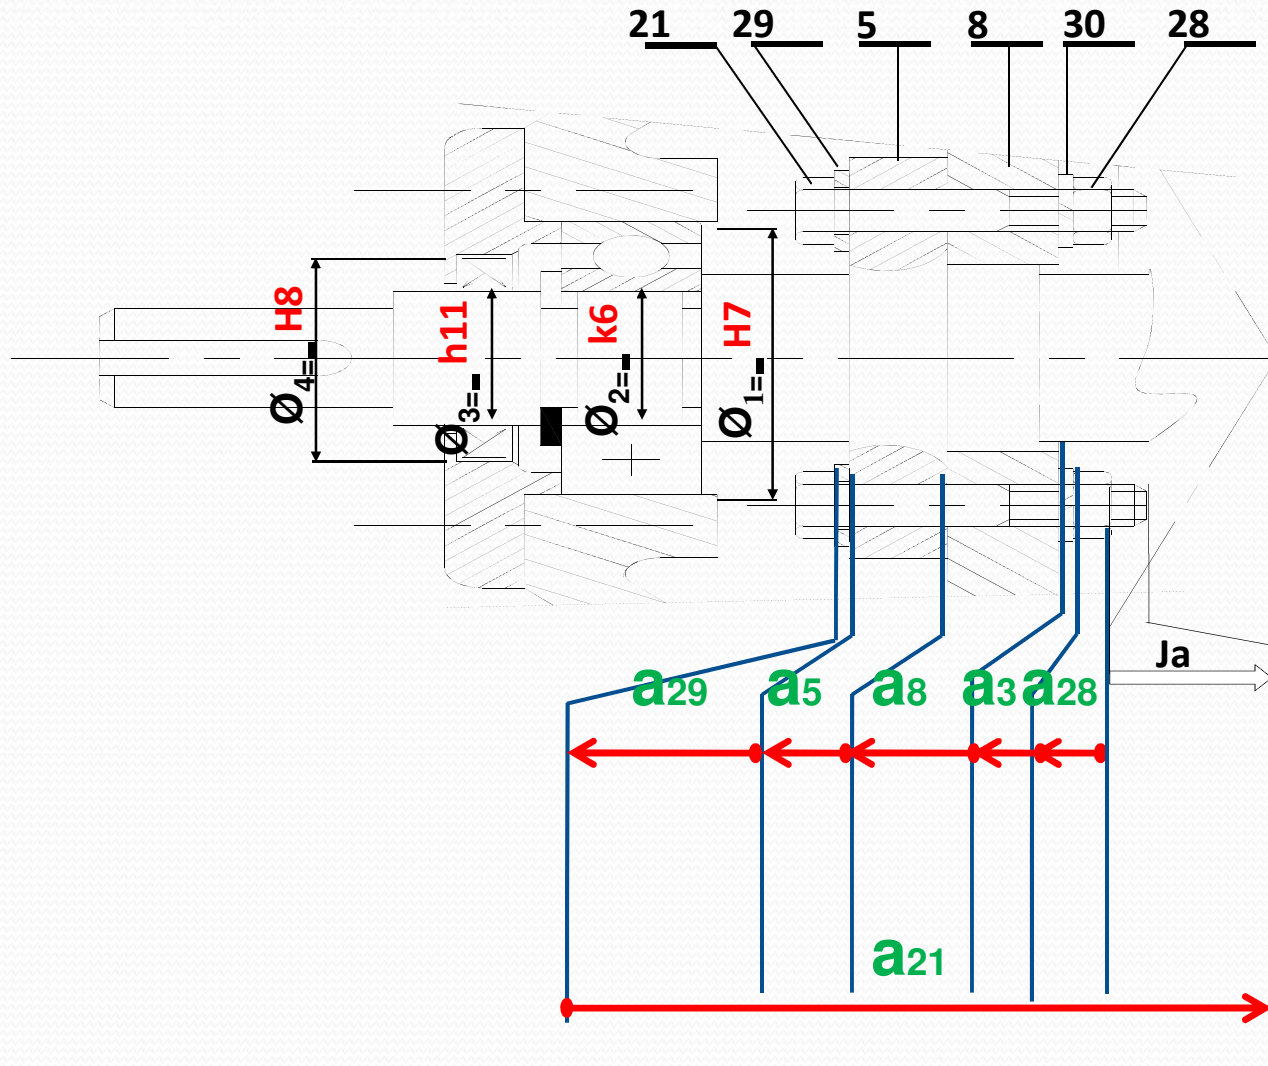 21 29 5 8 30 28
H8
h11
k6
H7
Ø4=
Ø3=
Ø2=
Ø1=
Ja
a29 a5 a8 a3 a28
a21